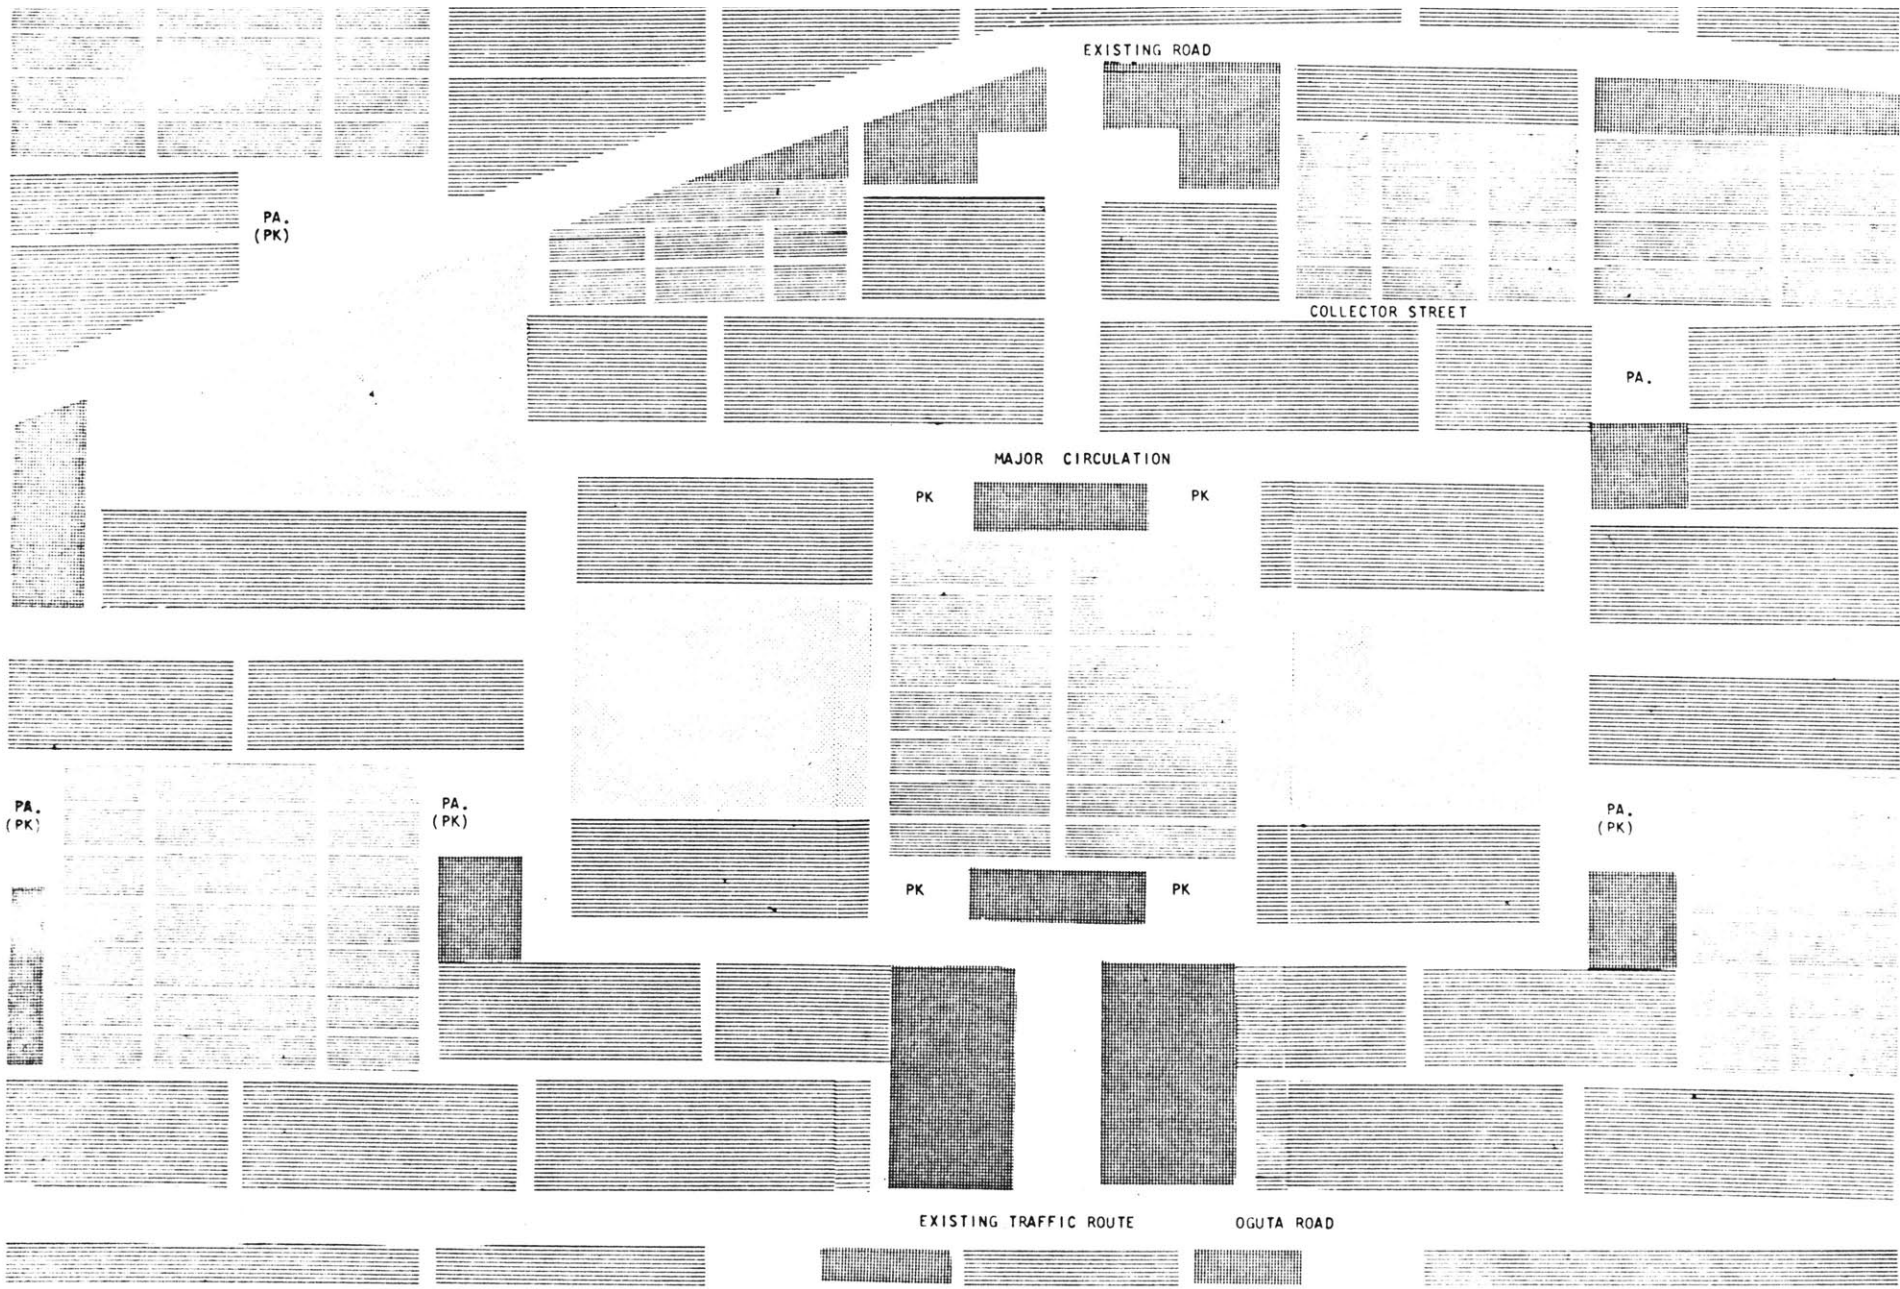 EXISTING ROAD
PA.
(PK)
COLLECTOR STREET
PA.
MAJOR CIRCULATION
PK
PK
PA.
(PK)
PA.
(PK)
PA.
(PK)
PK
PK
EXISTING TRAFFIC ROUTE
OGUTA ROAD